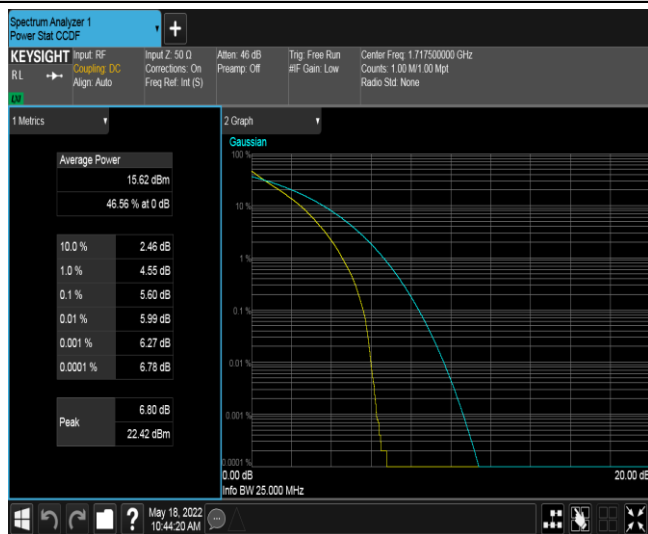 Spectrum Analyzer 1
Power Stat CCDF
+
KEYSIGHT Input: RF Input Z: 50 Ω Atten: 46 dB Trig: Free Run Center Freq: 1.717500000 GHz
RL Coupling: DC Corrections: On Preamp: Off #IF Gain: Low Counts: 1.00 M/1.00 Mpt
Align: Auto Freq Ref: Int (S) Radio Std: None
LNI
1 Metrics
Average Power
15.62 dBm
46.56 % at 0 dB
10.0 % 2.46 dB
1.0 % 4.55 dB
0.1 % 5.60 dB
0.01 % 5.99 dB
0.001 % 6.27 dB
0.0001 % 6.78 dB
Peak 6.80 dB
22.42 dBm
2 Graph
Gaussian
100 %
10 %
1 %
0.1 %
0.01 %
0.001 %
0.0001 %
0.00 dB 20.00 dB
Info BW 25.000 MHz
? May 18, 2022
10:44:20 AM